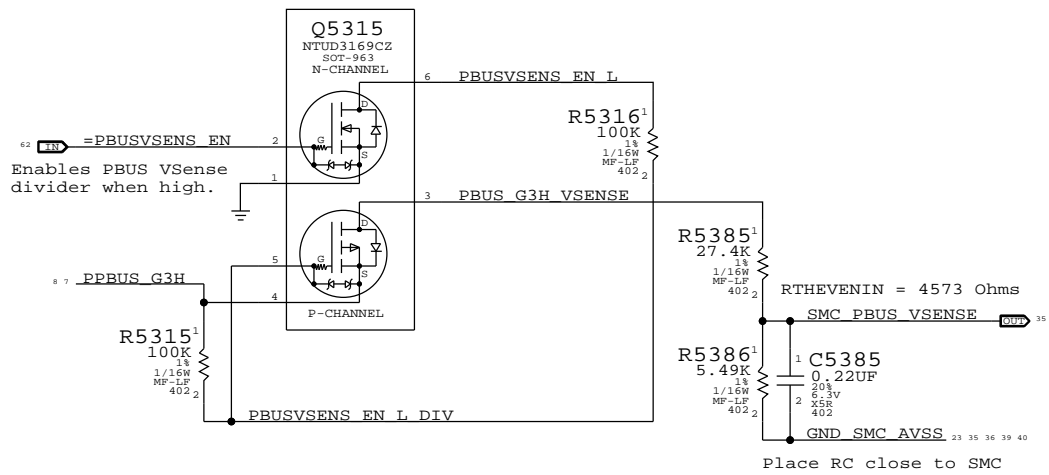 Q5315
NTUD3169CZ
SOT-963
N-CHANNEL
6
PBUSVSENS_EN_L
D
G
S
R5316
1
100K
1%
1/16W
MF-LF
402
2
62
IN
=PBUSVSENS_EN
2
Enables PBUS VSense
divider when high.
1
3
PBUS_G3H_VSENSE
D
G
S
R5385
1
27.4K
1%
1/16W
MF-LF
402
2
5
8 7
PPBUS_G3H
4
P-CHANNEL
RTHEVENIN = 4573 Ohms
SMC_PBUS_VSENSE
OUT
35
R5315
1
100K
1%
1/16W
MF-LF
402
2
R5386
1
5.49K
1%
1/16W
MF-LF
402
2
1
C5385
0.22UF
20%
6.3V
X5R
402
2
PBUSVSENS_EN_L_DIV
GND_SMC_AVSS
23 35 36 39 40
Place RC close to SMC